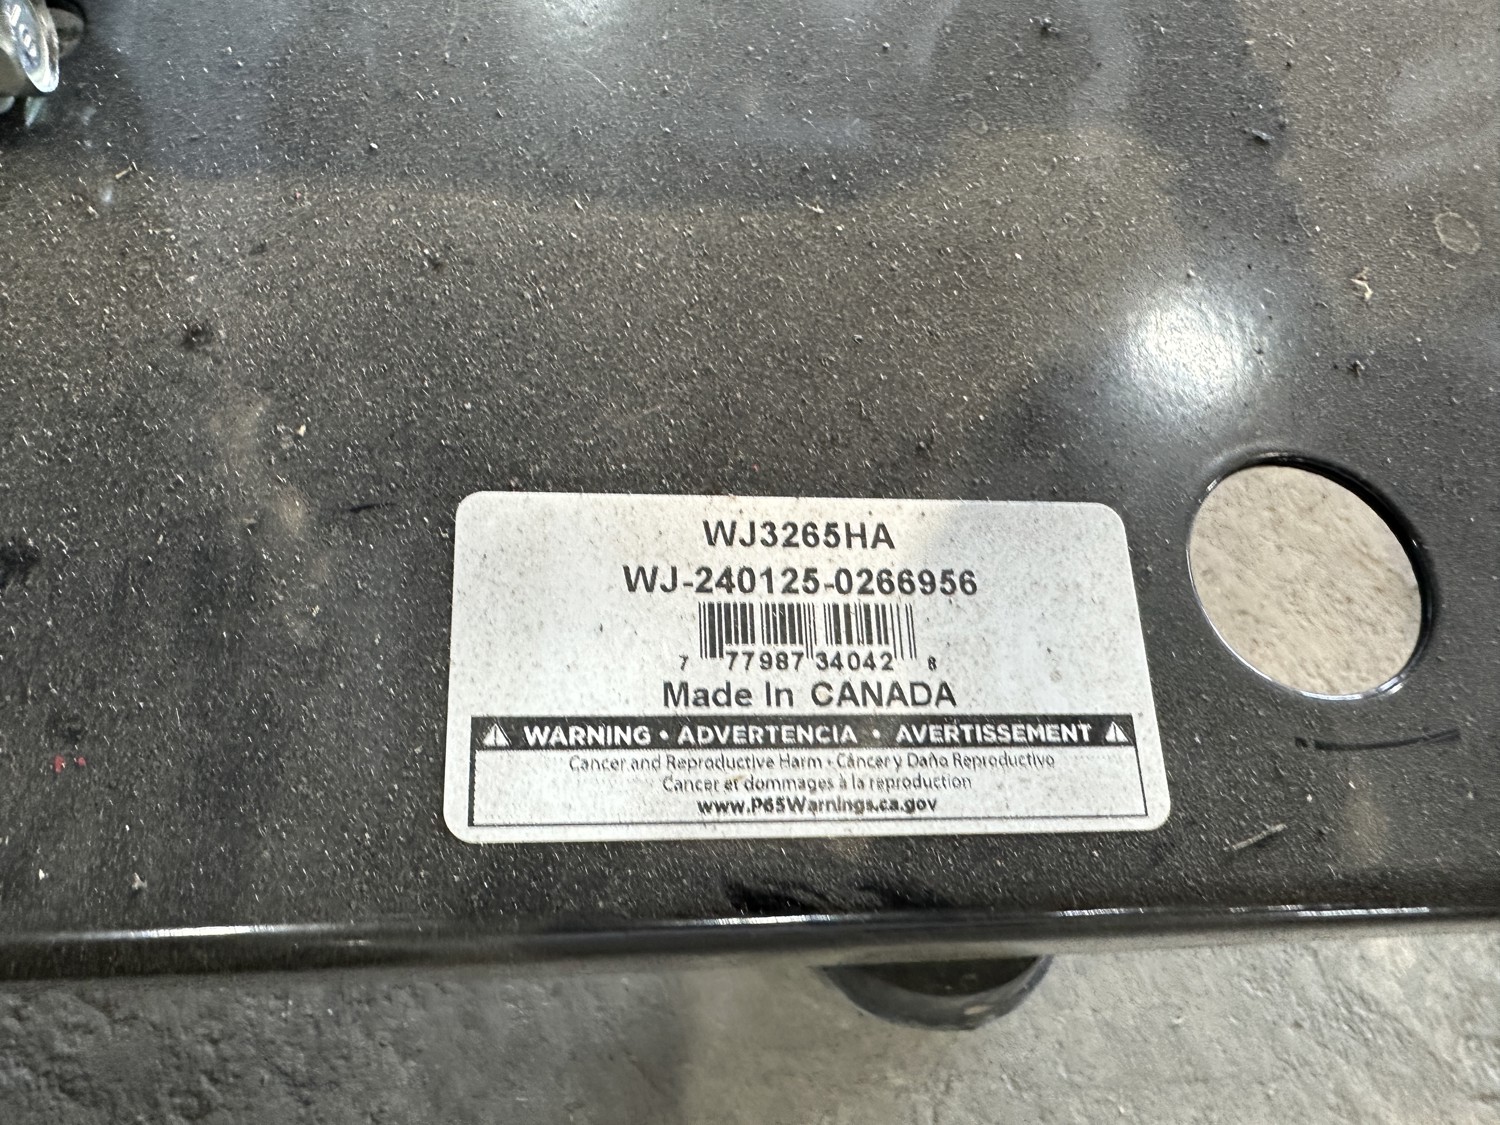 WJ3265HA
WJ-240125-0266956
7 77987 34042 8
Made In CANADA
WARNING • ADVERTENCIA • AVERTISSEMENT
Cancer and Reproductive Harm • Cáncer y Daño Reproductivo
Cancer et dommages à la reproduction
www.P65Warnings.ca.gov